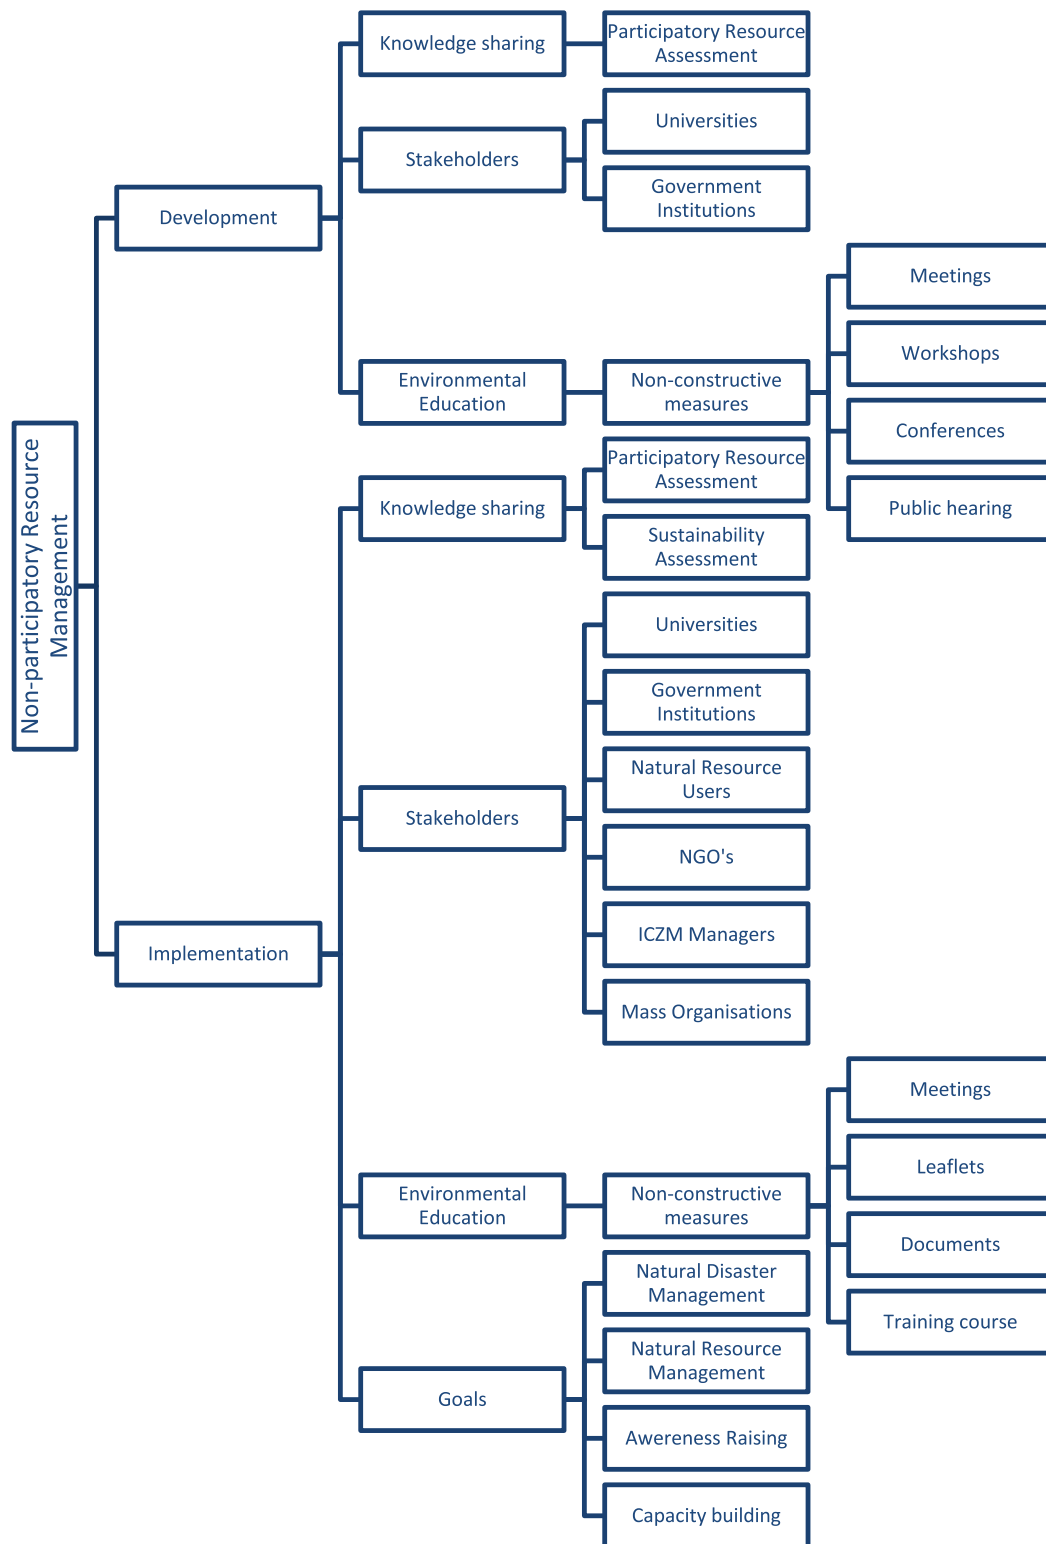 Non-participatory Resource
Management
Development
Knowledge sharing
Participatory Resource
Assessment
Stakeholders
Universities
Government
Institutions
Environmental
Education
Non-constructive
measures
Meetings
Workshops
Conferences
Public hearing
Implementation
Knowledge sharing
Participatory Resource
Assessment
Sustainability
Assessment
Stakeholders
Universities
Government
Institutions
Natural Resource
Users
NGO's
ICZM Managers
Mass Organisations
Environmental
Education
Non-constructive
measures
Meetings
Leaflets
Documents
Training course
Goals
Natural Disaster
Management
Natural Resource
Management
Awereness Raising
Capacity building